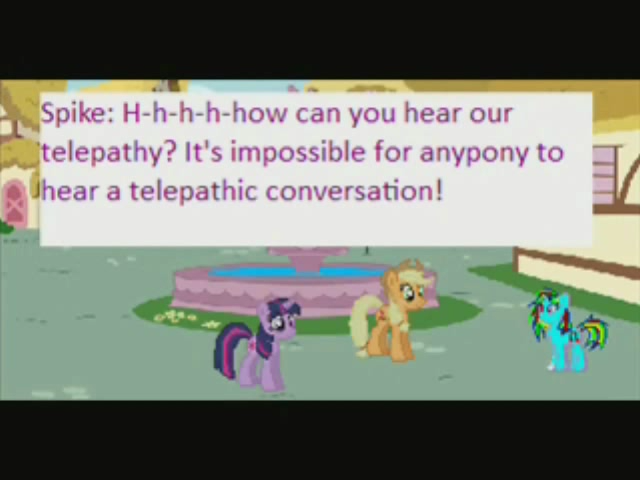 Spike: H-h-h-h-how can you hear our
telepathy? It's impossible for anypony to
hear a telepathic conversation!